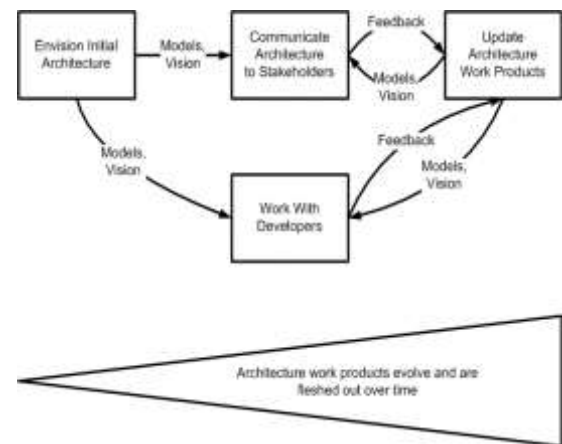 Envision Initial
Architecture
Models,
Vision
Communicate
Architecture
to Stakeholders
Feedback
Models,
Vision
Update
Architecture
Work Products
Models,
Vision
Feedback
Models,
Vision
Work With
Developers
Architecture work products evolve and are
fleshed out over time